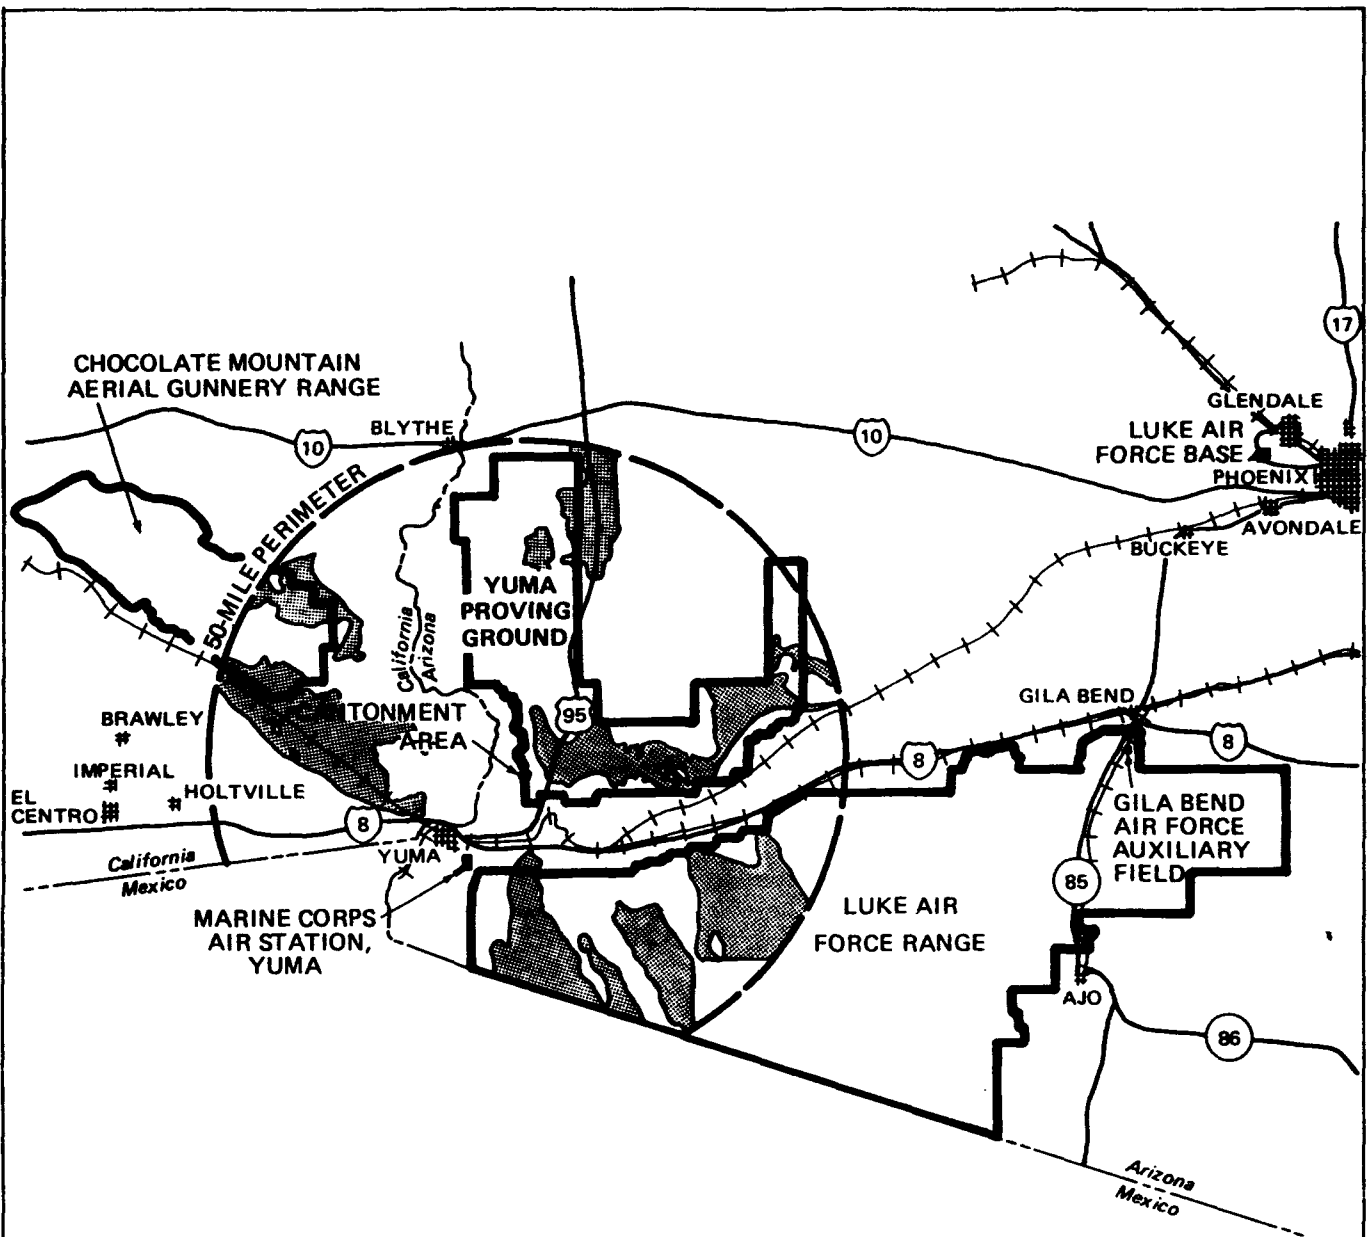 17
CHOCOLATE MOUNTAIN
AERIAL GUNNERY RANGE
GLENDALE
BLYTHE
10
10
LUKE AIR
FORCE BASE
PHOENIX
50-MILE PERIMETER
AVONDALE
BUCKEYE
YUMA
PROVING
GROUND
California
Arizona
GILA BEND
95
CANTONMENT
AREA
BRAWLEY
8
8
IMPERIAL
HOLTVILLE
EL
CENTRO
8
GILA BEND
AIR FORCE
AUXILIARY
FIELD
YUMA
California
Mexico
85
MARINE CORPS
AIR STATION,
YUMA
LUKE AIR
FORCE RANGE
AJO
86
Arizona
Mexico